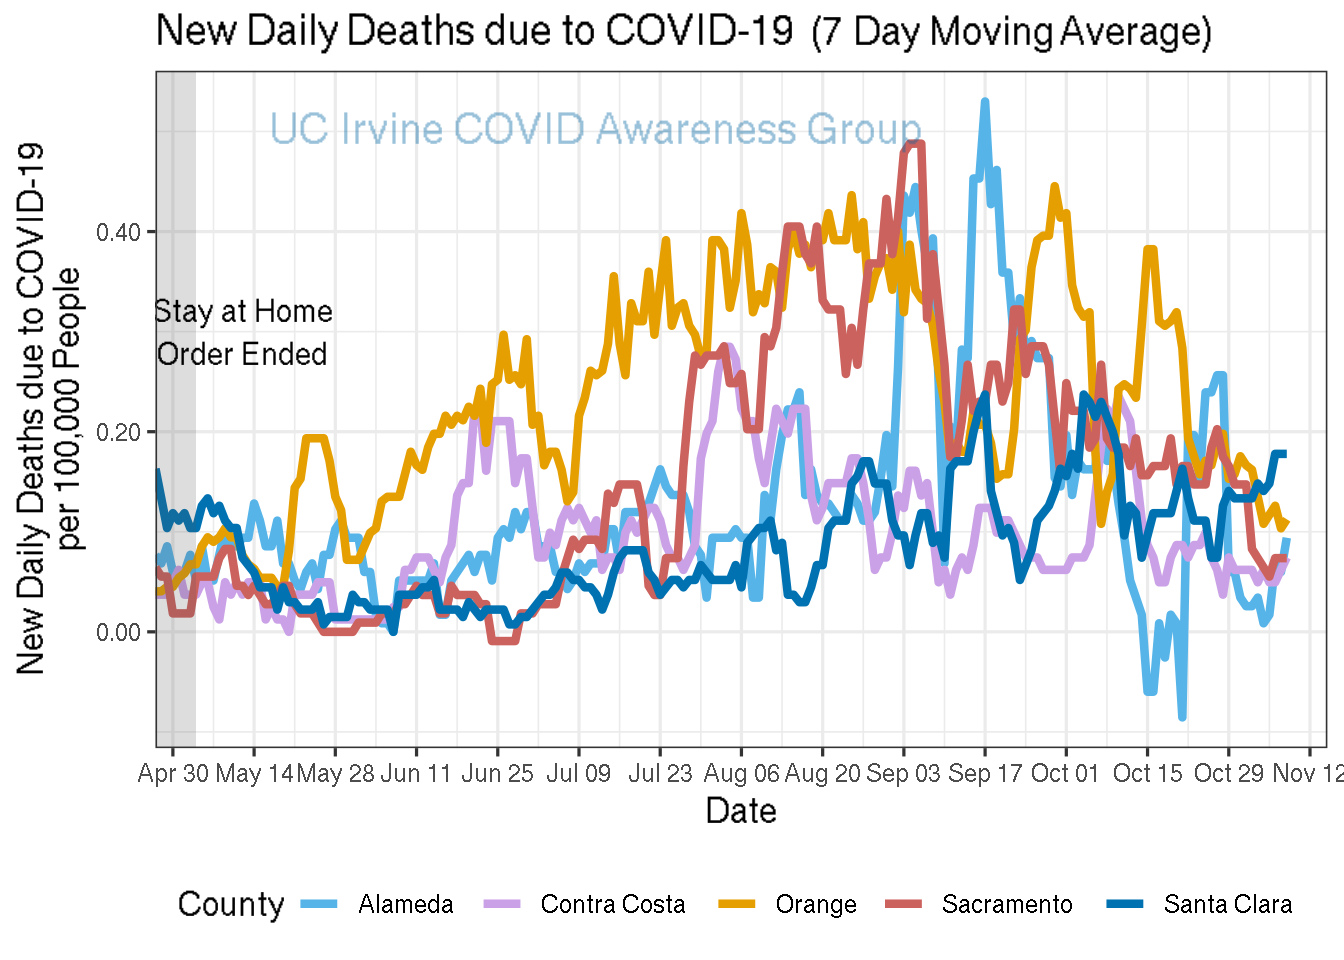 New Daily Deaths due to COVID-19 (7 Day Moving Average)
UC Irvine COVID Awareness Group
New Daily Deaths due to COVID-19
per 100,000 People
0.40
0.20
0.00
Stay at Home
Order Ended
Apr 30 May 14 May 28 Jun 11 Jun 25 Jul 09 Jul 23 Aug 06 Aug 20 Sep 03 Sep 17 Oct 01 Oct 15 Oct 29 Nov 12
Date
County Alameda Contra Costa Orange Sacramento Santa Clara